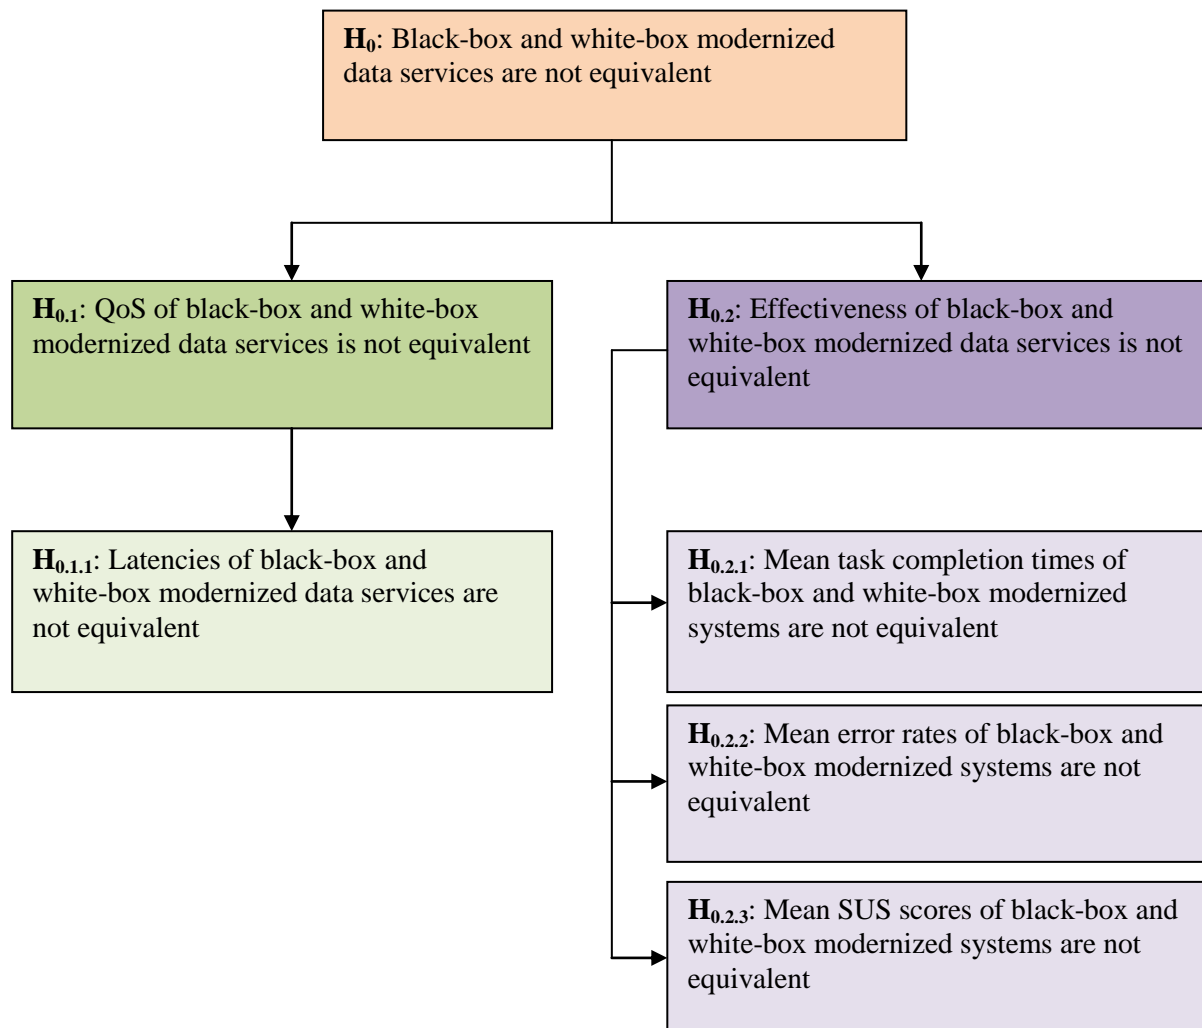 H0: Black-box and white-box modernized
data services are not equivalent
H0.1: QoS of black-box and white-box
modernized data services is not equivalent
H0.2: Effectiveness of black-box and
white-box modernized data services is not
equivalent
H0.1.1: Latencies of black-box and
white-box modernized data services are
not equivalent
H0.2.1: Mean task completion times of
black-box and white-box modernized
systems are not equivalent
H0.2.2: Mean error rates of black-box and
white-box modernized systems are not
equivalent
H0.2.3: Mean SUS scores of black-box and
white-box modernized systems are not
equivalent